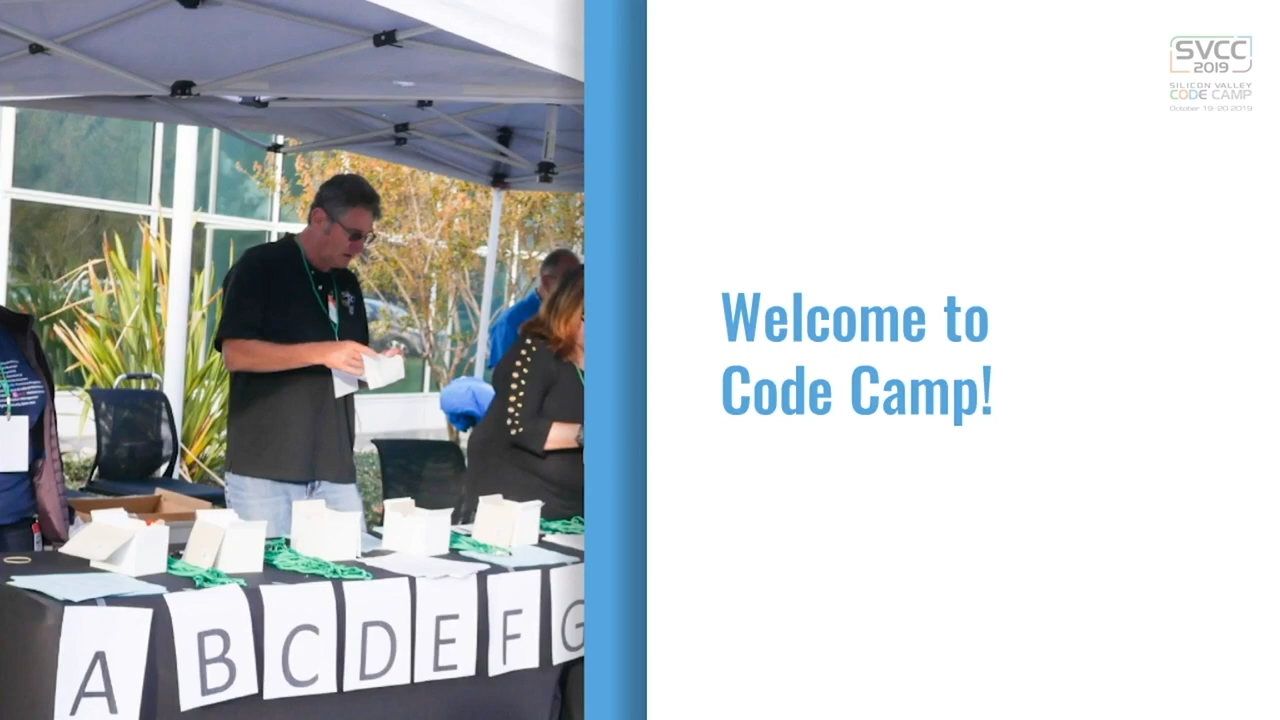 SVCC
2019
SILICON VALLEY
CODE CAMP
October 19-20 2019
Welcome to
Code Camp!
A B C D E F G